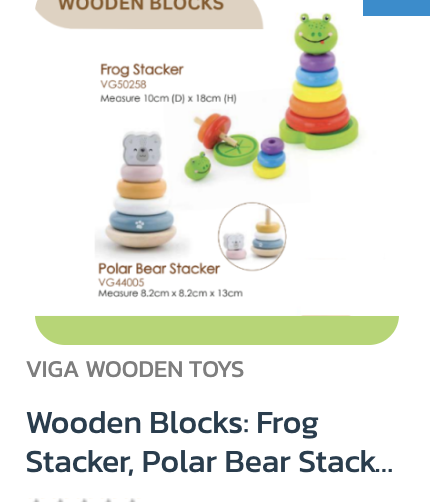 WOODEN BLOCKS
Frog Stacker
VG50258
Measure 10cm (D) x 18cm (H)
Polar Bear Stacker
VG44005
Measure 8.2cm x 8.2cm x 13cm
VIGA WOODEN TOYS
Wooden Blocks: Frog
Stacker, Polar Bear Stack...